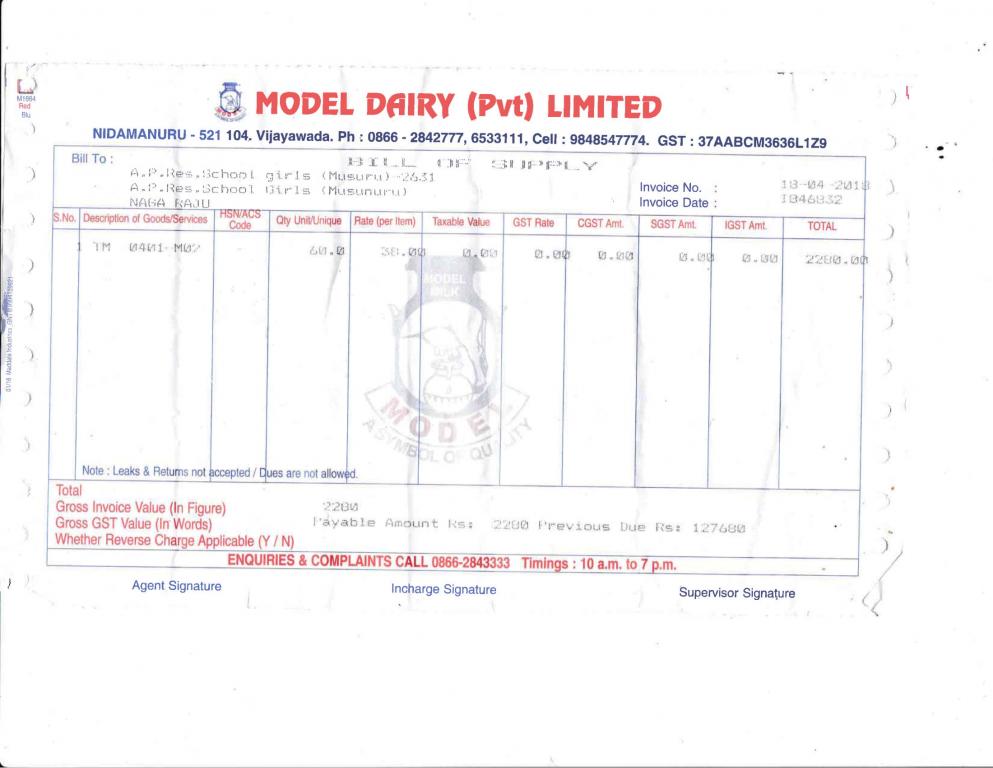 M1664
Red
Blu
MODEL DAIRY (Pvt) LIMITED
NIDAMANURU - 521 104. Vijayawada. Ph : 0866 - 2842777, 6533111, Cell : 9848547774. GST : 37AABCM3636L1Z9
Bill To :
BILL OF SUPPLY
A.P.Res.School girls (Musuru)-2631
A.P.Res.School Girls (Musunuru)
NAGA RAJU
Invoice No. : 18-04-2018
Invoice Date : 1846832
S.No. Description of Goods/Services HSN/ACS Code Qty Unit/Unique Rate (per Item) Taxable Value GST Rate CGST Amt. SGST Amt. IGST Amt. TOTAL
1 TM 0401-M02 60.0 38.00 0.00 0.00 0.00 0.00 0.00 2280.00
MODEL
MILK
MODEL
A SYMBOL OF QUALITY
Note : Leaks & Returns not accepted / Dues are not allowed.
Total
Gross Invoice Value (In Figure) 2280
Gross GST Value (In Words) Payable Amount Rs: 2280 Previous Due Rs: 127680
Whether Reverse Charge Applicable (Y / N)
ENQUIRIES & COMPLAINTS CALL 0866-2843333 Timings : 10 a.m. to 7 p.m.
Agent Signature Incharge Signature Supervisor Signature